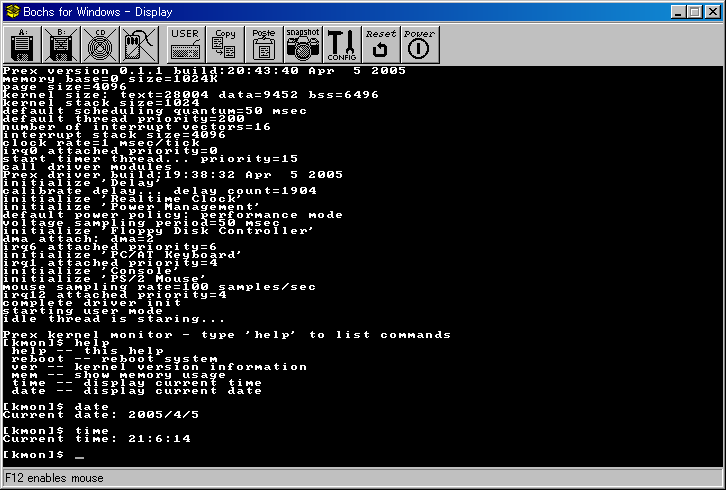 Bochs for Windows - Display
A:
B:
CD
USER
Copy
Paste
snapshot
CONFIG
Reset
Power
Prex version 0.1.1 build:20:43:40 Apr  5 2005
memory base=0 size=1024K
page size=4096
kernel size: text=28004 data=9452 bss=6496
kernel stack size=1024
default scheduling quantum=50 msec
default thread priority=200
number of interrupt vectors=16
interrupt stack size=4096
clock rate=1 msec/tick
irq0 attached priority=0
start timer thread... priority=15
call driver modules
Prex driver build:19:38:32 Apr  5 2005
initialize 'Delay'
calibrate delay... delay count=1904
initialize 'Realtime Clock'
initialize 'Power Management'
default power policy: performance mode
voltage sampling period=50 msec
initialize 'Floppy Disk Controller'
dma attach: dma=2
irq6 attached priority=6
initialize 'PC/AT Keyboard'
irq1 attached priority=4
initialize 'Console'
initialize 'PS/2 Mouse'
mouse sampling rate=100 samples/sec
irq12 attached priority=4
complete driver init
starting user mode
idle thread is staring...
Prex kernel monitor - type 'help' to list commands
[kmon]$ help
help -- this help
reboot -- reboot system
ver -- kernel version information
mem -- show memory usage
time -- display current time
date -- display current date
[kmon]$ date
Current date: 2005/4/5
[kmon]$ time
Current time: 21:6:14
[kmon]$ _
F12 enables mouse